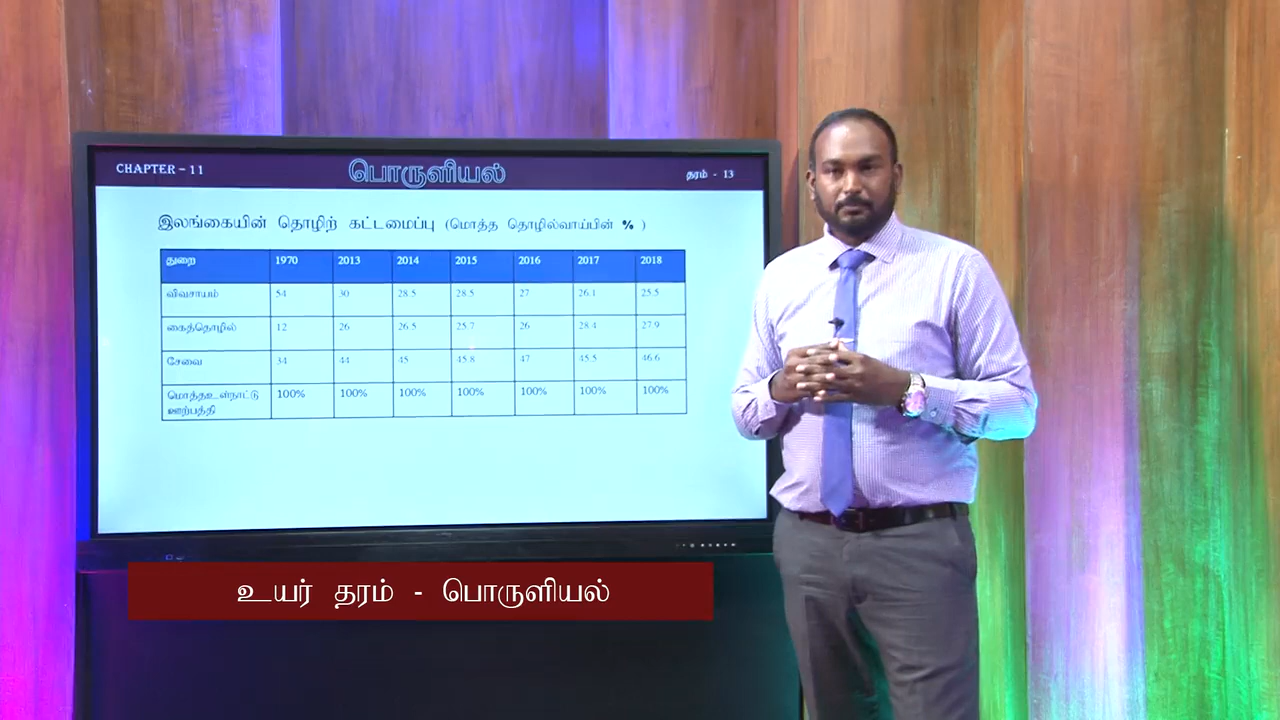 CHAPTER – 11 பொருளியல் தரம் - 13
இலங்கையின் தொழிற் கட்டமைப்பு (மொத்த தொழில்வாய்பின் % )
துறை 1970 2013 2014 2015 2016 2017 2018
விவசாயம் 54 30 28.5 28.5 27 26.1 25.5
கைத்தொழில் 12 26 26.5 25.7 26 28.4 27.9
சேவை 34 44 45 45.8 47 45.5 46.6
மொத்தஉள்நாட்டு 100% 100% 100% 100% 100% 100% 100%
ஊற்பத்தி
உயர் தரம் - பொருளியல்